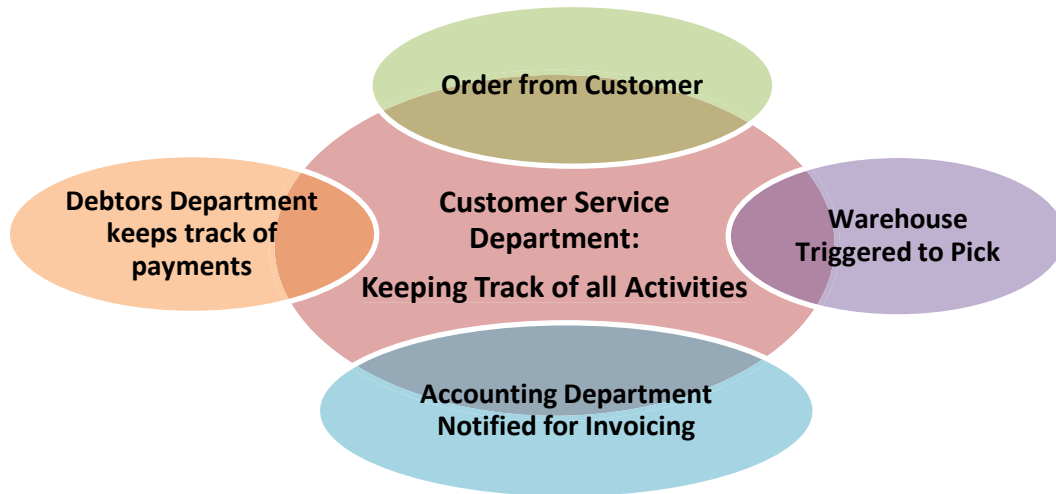 Order from Customer
Debtors Department
keeps track of
payments
Customer Service
Department:
Keeping Track of all Activities
Warehouse
Triggered to Pick
Accounting Department
Notified for Invoicing